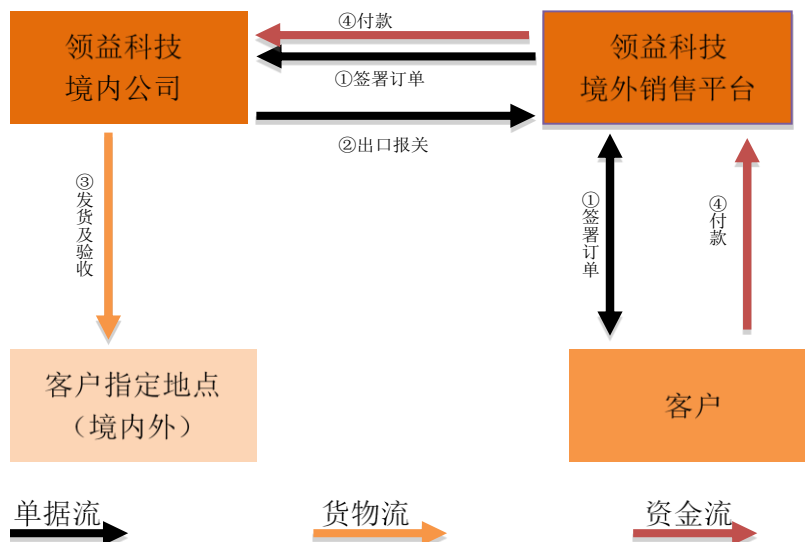 ④付款
领益科技
境内公司
领益科技
境外销售平台
①签署订单
②出口报关
③发货及验收
①签署订单
④付款
客户指定地点
（境内外）
客户
单据流
货物流
资金流